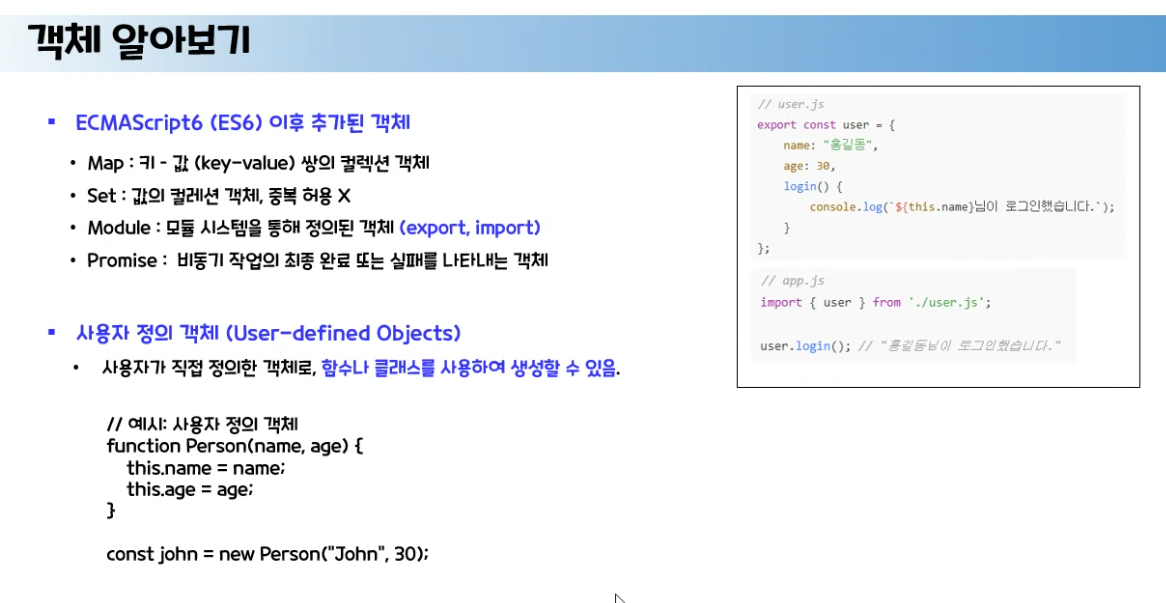 객체 알아보기
▪ ECMAScript6 (ES6) 이후 추가된 객체
• Map : 키 - 값 (key-value) 쌍의 컬렉션 객체
• Set : 값의 컬레션 객체, 중복 허용 X
• Module : 모듈 시스템을 통해 정의된 객체 (export, import)
• Promise : 비동기 작업의 최종 완료 또는 실패를 나타내는 객체
▪ 사용자 정의 객체 (User-defined Objects)
• 사용자가 직접 정의한 객체로, 함수나 클래스를 사용하여 생성할 수 있음.
// 예시: 사용자 정의 객체
function Person(name, age) {
this.name = name;
this.age = age;
}
const john = new Person("John", 30);
// user.js
export const user = {
name: "홍길동",
age: 30,
login() {
console.log(`${this.name}님이 로그인했습니다.`);
}
};
// app.js
import { user } from './user.js';
user.login(); // "홍길동님이 로그인했습니다."